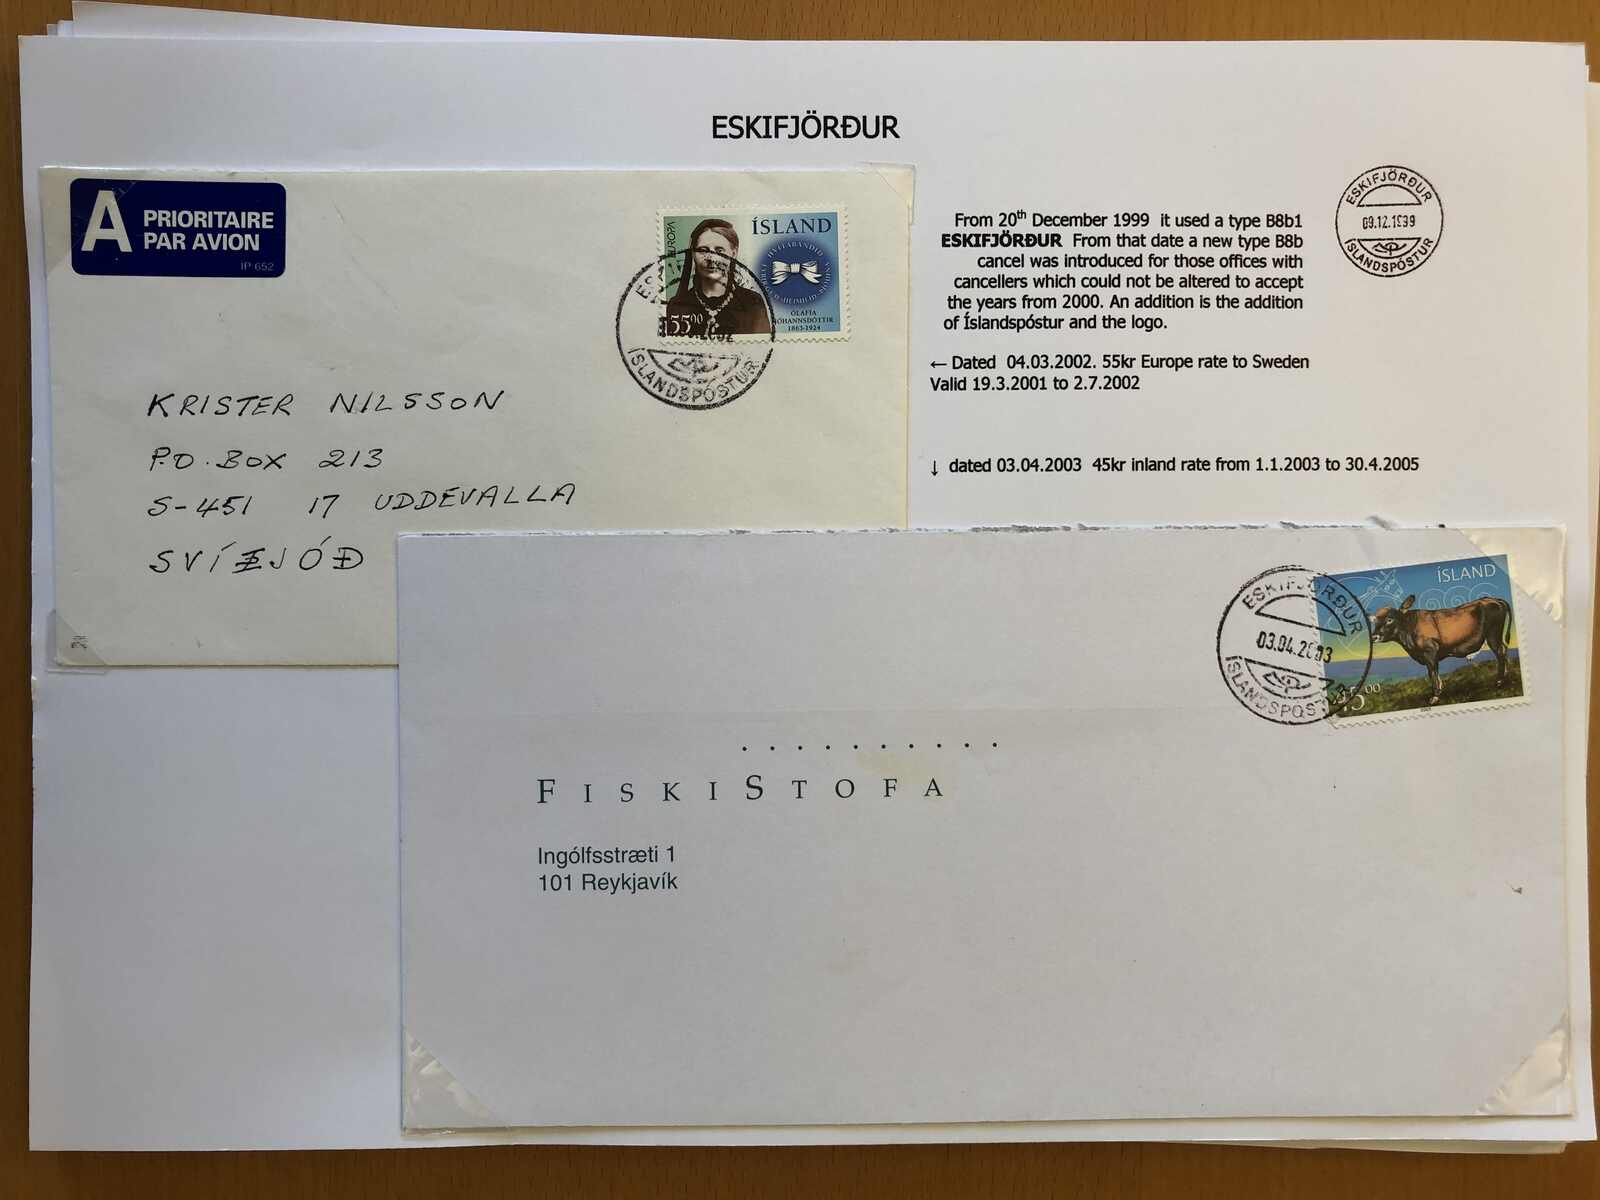 ESKIFJÖRÐUR
A PRIORITAIRE
PAR AVION
IP 652
EUROPA
ÍSLAND
HVÍTABANDIÐ
ÓLAFÍA
JÓHANNSDÓTTIR
1863-1924
5500
2002
ÍSLANDSPÓSTUR
KRISTER NILSSON
P.O. BOX 213
S-451 17 UDDEVALLA
SVÍÞJÓÐ
From 20th December 1999 it used a type B8b1
ESKIFJÖRÐUR From that date a new type B8b
cancel was introduced for those offices with
cancellers which could not be altered to accept
the years from 2000. An addition is the addition
of Íslandspóstur and the logo.
ESKIFJÖRÐUR
09.12.1999
ÍSLANDSPÓSTUR
← Dated 04.03.2002. 55kr Europe rate to Sweden
Valid 19.3.2001 to 2.7.2002
↓ dated 03.04.2003 45kr inland rate from 1.1.2003 to 30.4.2005
ESKIFJÖRÐUR
03.04.2003
ÍSLANDSPÓSTUR
ÍSLAND
4500
FISKISTOFA
Ingólfsstræti 1
101 Reykjavík